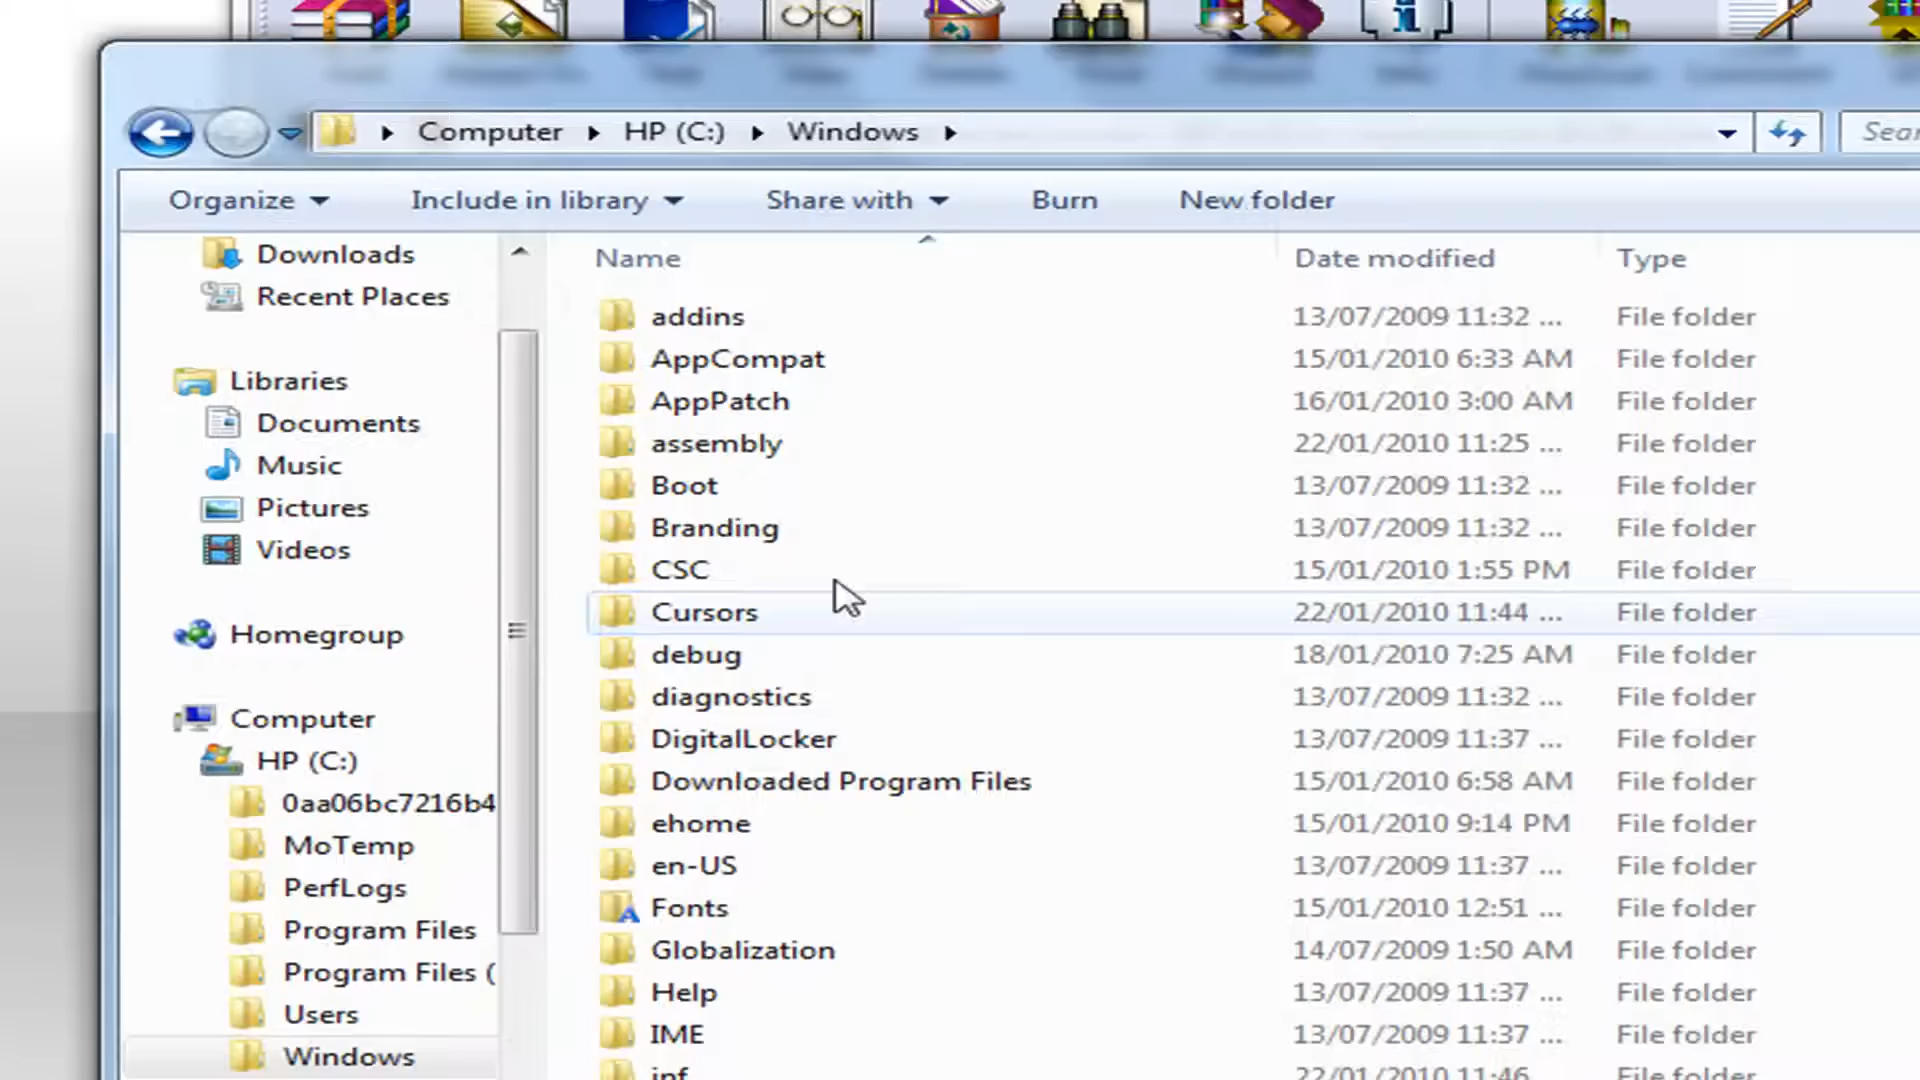 Computer HP (C:) Windows
Organize Include in library Share with Burn New folder
Downloads
Recent Places
Libraries
Documents
Music
Pictures
Videos
Homegroup
Computer
HP (C:)
0aa06bc7216b4
MoTemp
PerfLogs
Program Files
Program Files (
Users
Windows
Name Date modified Type
addins 13/07/2009 11:32 ... File folder
AppCompat 15/01/2010 6:33 AM File folder
AppPatch 16/01/2010 3:00 AM File folder
assembly 22/01/2010 11:25 ... File folder
Boot 13/07/2009 11:32 ... File folder
Branding 13/07/2009 11:32 ... File folder
CSC 15/01/2010 1:55 PM File folder
Cursors 22/01/2010 11:44 ... File folder
debug 18/01/2010 7:25 AM File folder
diagnostics 13/07/2009 11:32 ... File folder
DigitalLocker 13/07/2009 11:37 ... File folder
Downloaded Program Files 15/01/2010 6:58 AM File folder
ehome 15/01/2010 9:14 PM File folder
en-US 13/07/2009 11:37 ... File folder
Fonts 15/01/2010 12:51 ... File folder
Globalization 14/07/2009 1:50 AM File folder
Help 13/07/2009 11:37 ... File folder
IME 13/07/2009 11:37 ... File folder
inf 22/01/2010 11:46 File folder